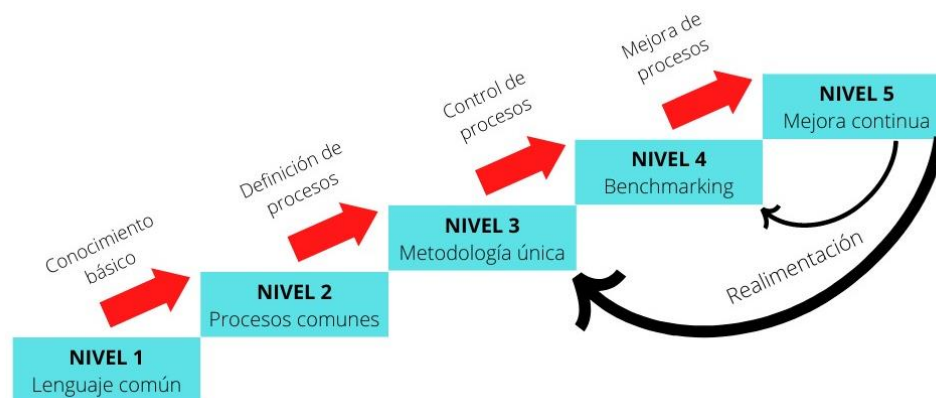 Conocimiento
básico
NIVEL 1
Lenguaje común
Definición de
procesos
NIVEL 2
Procesos comunes
Control de
procesos
NIVEL 3
Metodología única
Mejora de
procesos
NIVEL 4
Benchmarking
NIVEL 5
Mejora continua
Realimentación